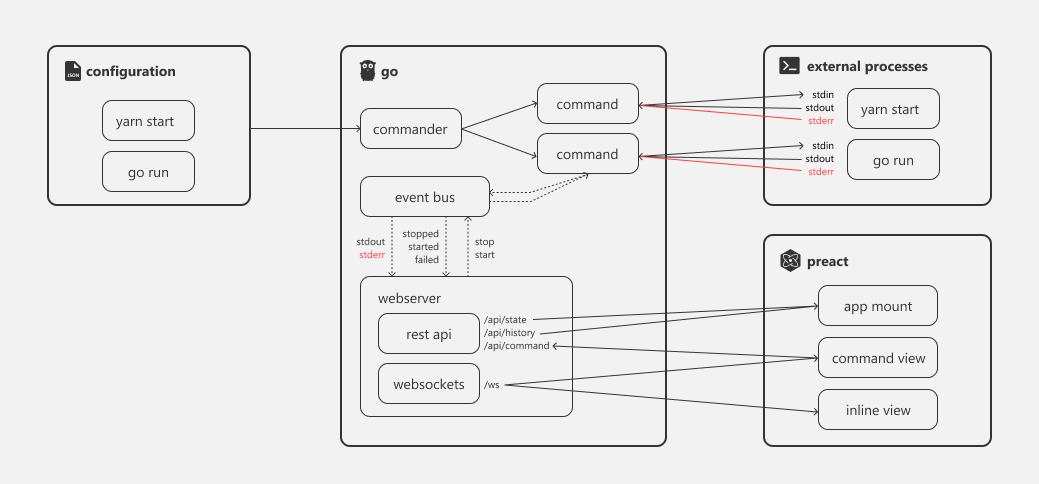 JSON
configuration
yarn start
go run
go
commander
command
command
event bus
stdout
stderr
stopped
started
failed
stop
start
webserver
rest api
/api/state
/api/history
/api/command
websockets
/ws
external processes
stdin
stdout
stderr
yarn start
stdin
stdout
stderr
go run
preact
app mount
command view
inline view